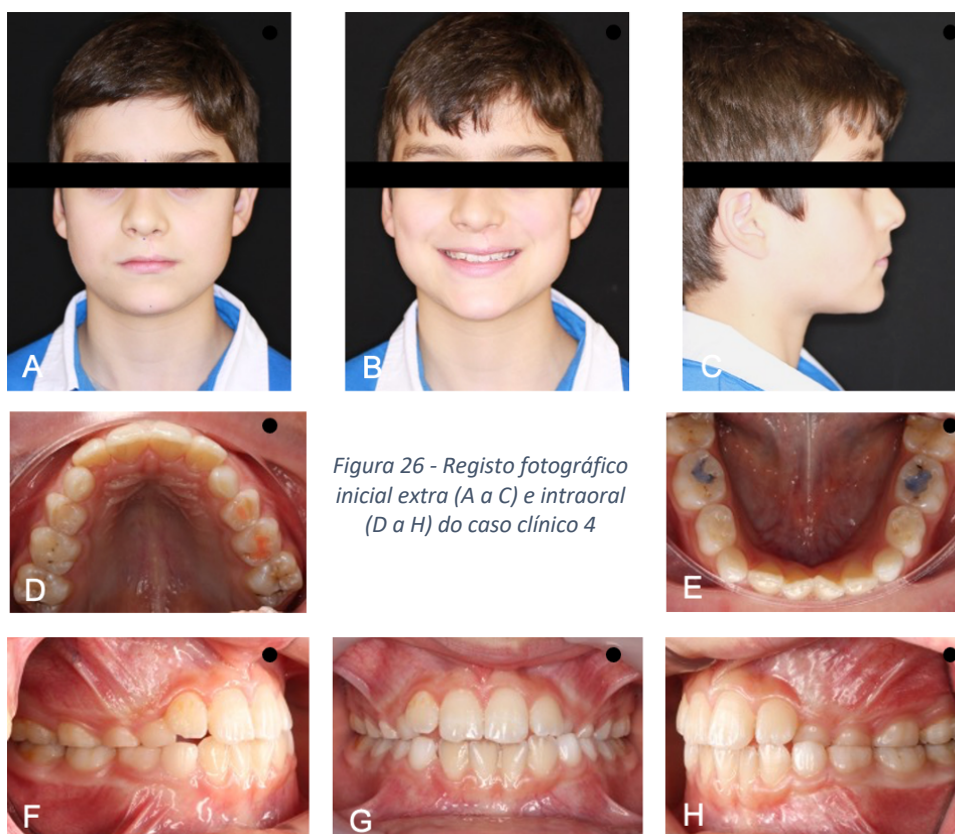 A
B
C
D
Figura 26 - Registo fotográfico
inicial extra (A a C) e intraoral
(D a H) do caso clínico 4
E
F
G
H